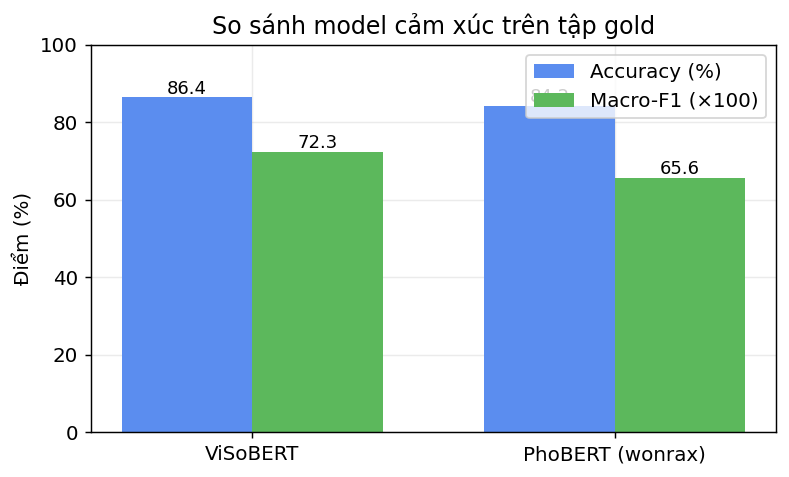 So sánh model cảm xúc trên tập gold
Điểm (%)
100
80
60
40
20
0
86.4
72.3
65.6
Accuracy (%)
Macro-F1 (×100)
ViSoBERT
PhoBERT (wonrax)